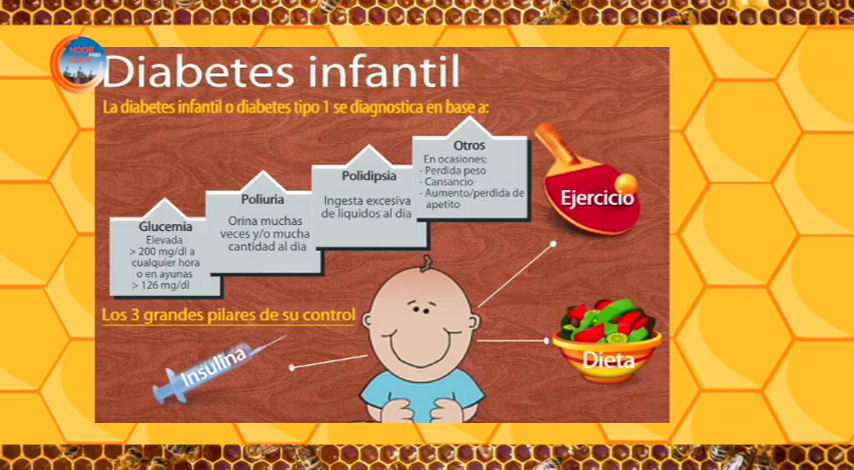 Diabetes infantil
La diabetes infantil o diabetes tipo 1 se diagnostica en base a:
Glucemia
Elevada
> 200 mg/dl a
cualquier hora
o en ayunas
> 126 mg/dl
Poliuria
Orina muchas
veces y/o mucha
cantidad al dia
Polidipsia
Ingesta excesiva
de liquidos al día
Otros
En ocasiones:
- Perdida peso
- Cansancio
- Aumento/perdida de
apetito
Ejercicio
Los 3 grandes pilares de su control
Insulina
Dieta